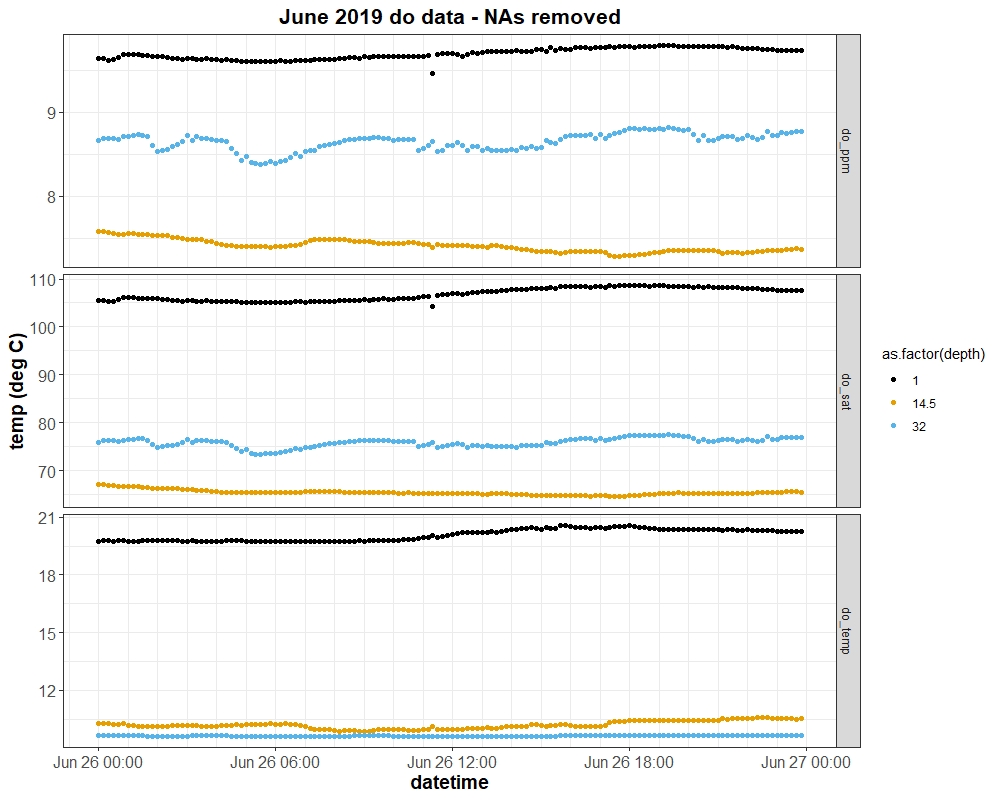 June 2019 do data - NAs removed
9
8
do_ppm
110
100
90
80
70
do_sat
21
18
15
12
do_temp
temp (deg C)
Jun 26 00:00
Jun 26 06:00
Jun 26 12:00
Jun 26 18:00
Jun 27 00:00
datetime
as.factor(depth)
1
14.5
32